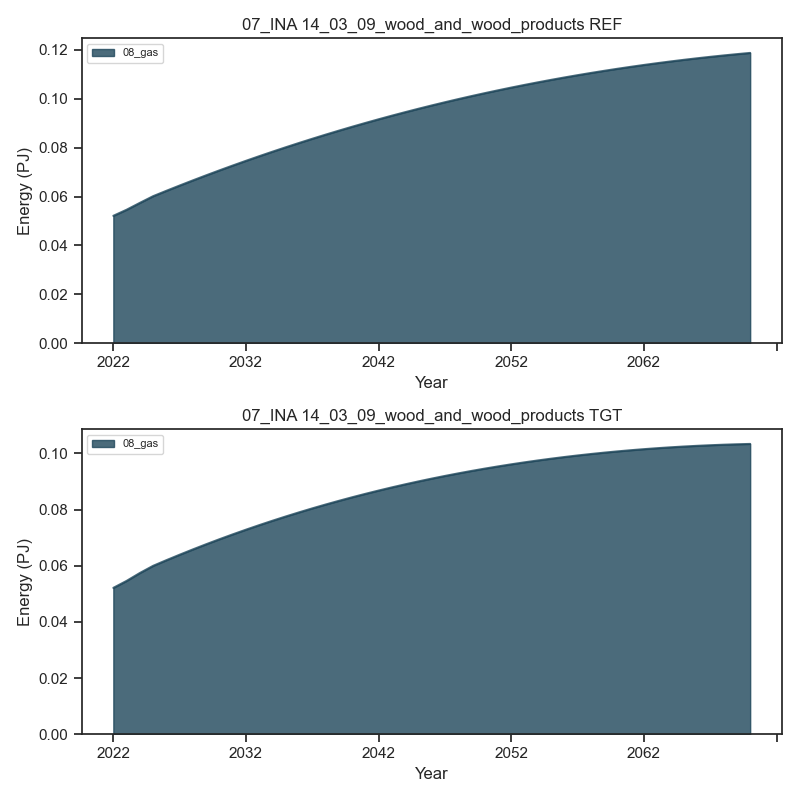 07_INA 14_03_09_wood_and_wood_products REF
08_gas
0.12
0.10
0.08
0.06
0.04
0.02
0.00
Energy (PJ)
2022 2032 2042 2052 2062
Year
07_INA 14_03_09_wood_and_wood_products TGT
08_gas
0.10
0.08
0.06
0.04
0.02
0.00
Energy (PJ)
2022 2032 2042 2052 2062
Year